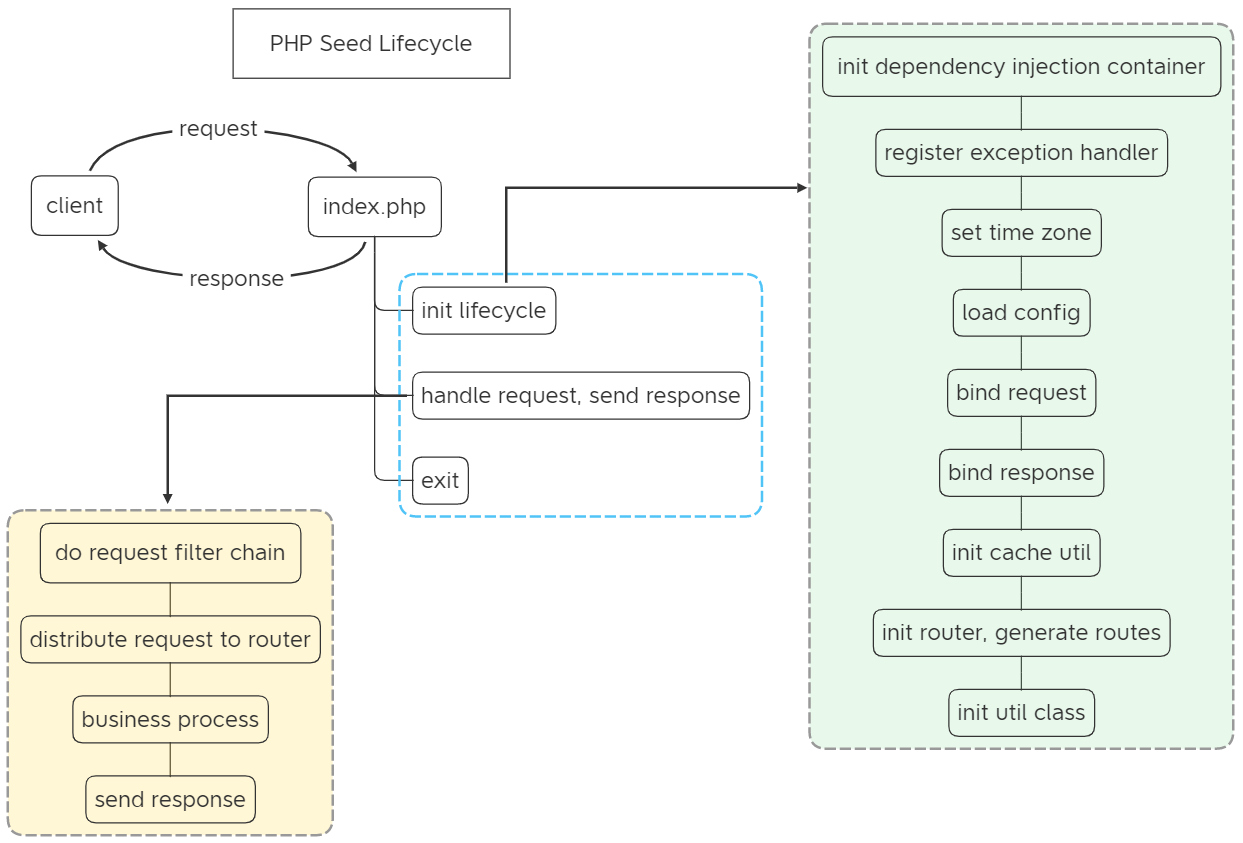 PHP Seed Lifecycle
request
client
index.php
response
init lifecycle
handle request, send response
exit
do request filter chain
distribute request to router
business process
send response
init dependency injection container
register exception handler
set time zone
load config
bind request
bind response
init cache util
init router, generate routes
init util class